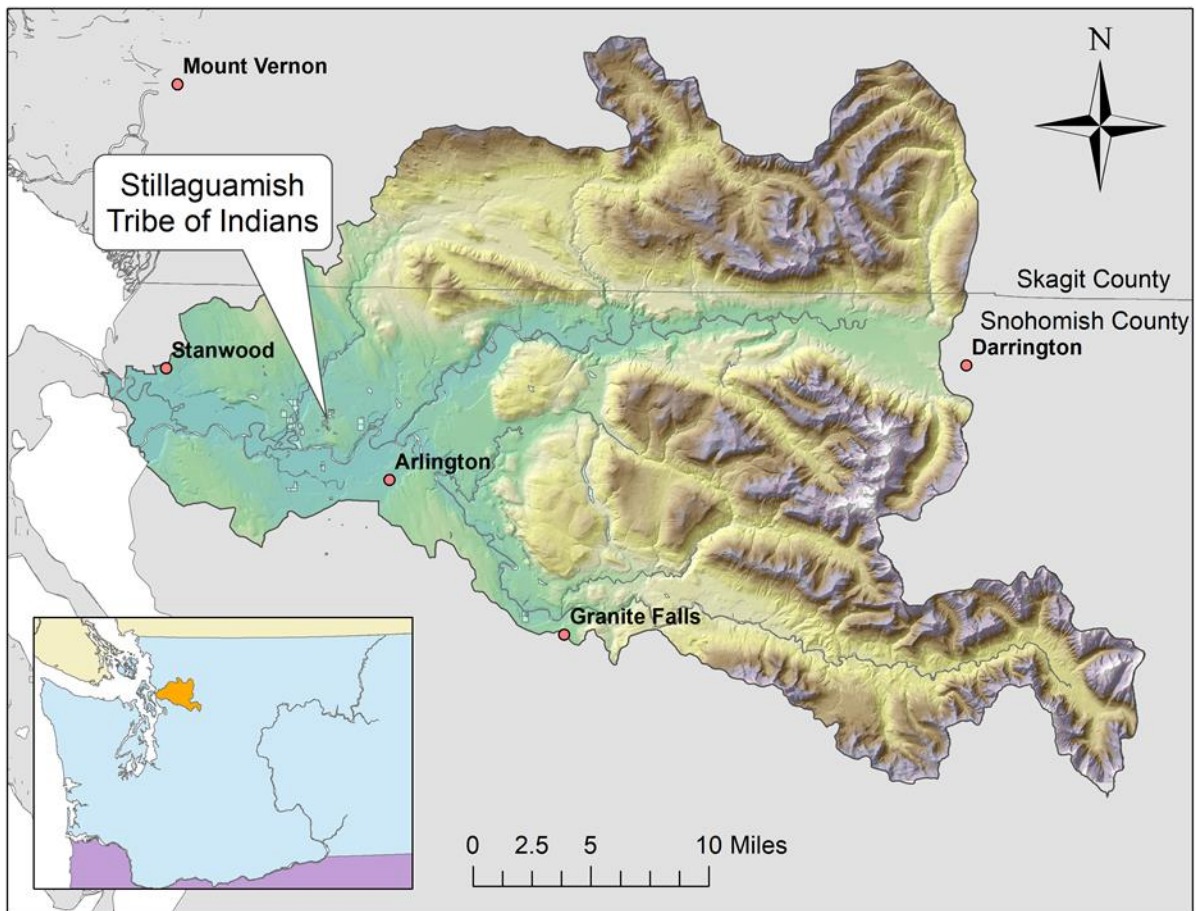 Mount Vernon
N
Stillaguamish
Tribe of Indians
Skagit County
Snohomish County
Stanwood
Darrington
Arlington
Granite Falls
0 2.5 5 10 Miles